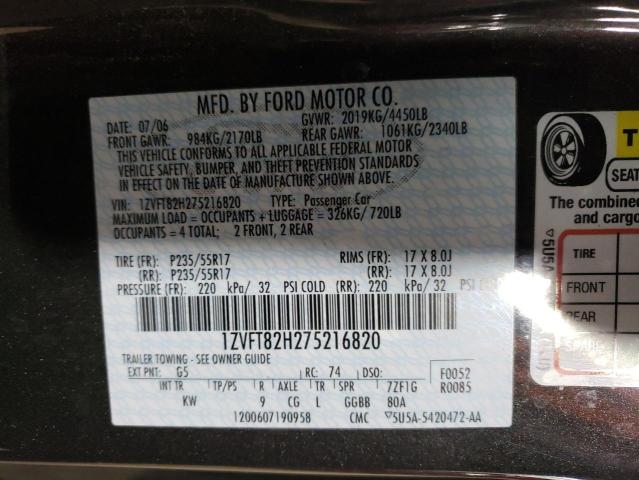 MFD. BY FORD MOTOR CO.
DATE: 07/06 GVWR: 2019KG/4450LB
FRONT GAWR: 984KG/2170LB REAR GAWR: 1061KG/2340LB
THIS VEHICLE CONFORMS TO ALL APPLICABLE FEDERAL MOTOR
VEHICLE SAFETY, BUMPER, AND THEFT PREVENTION STANDARDS
IN EFFECT ON THE DATE OF MANUFACTURE SHOWN ABOVE.
VIN: 1ZVFT82H275216820 TYPE: Passenger Car
MAXIMUM LOAD = OCCUPANTS + LUGGAGE = 326KG/720LB
OCCUPANTS = 4 TOTAL; 2 FRONT, 2 REAR
TIRE (FR): P235/55R17 RIMS (FR): 17 X 8.0J
(RR): P235/55R17 (RR): 17 X 8.0J
PRESSURE (FR): 220 kPa/ 32 PSI COLD (RR): 220 kPa/ 32 PSI COLD
1ZVFT82H275216820
TRAILER TOWING - SEE OWNER GUIDE
EXT PNT: G5 RC: 74 DSO: F0052
INT TR TP/PS R AXLE TR SPR 7ZF1G R0085
KW 9 CG L GGBB 80A
1200607190958 CMC ▽5U5A-5420472-AA
T
SEAT
The combined
and cargo
▽5U5A
TIRE
FRONT
REAR
SPARE